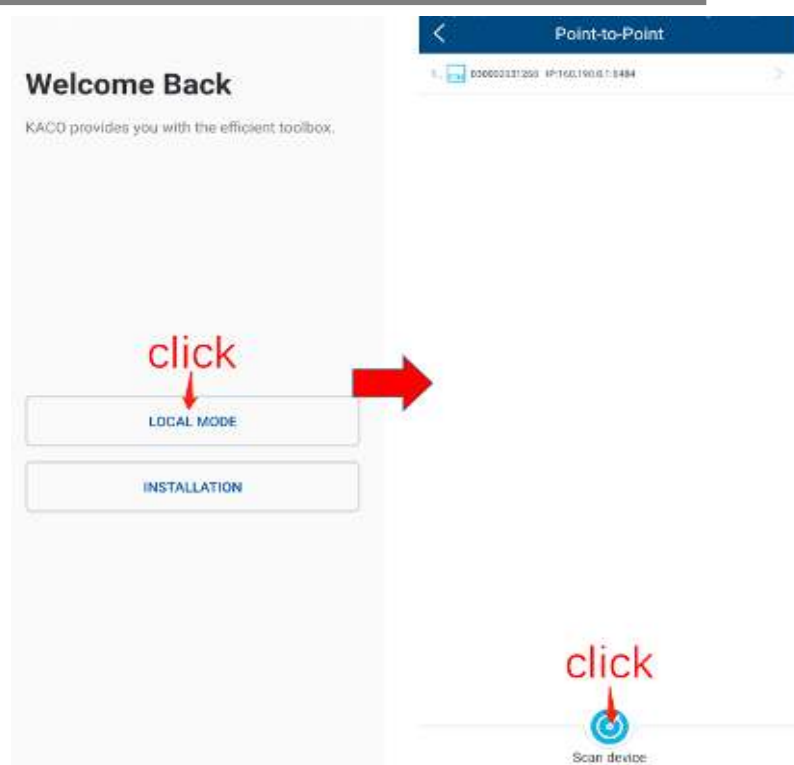 Welcome Back
KACO provides you with the efficient toolbox.
click
LOCAL MODE
INSTALLATION
Point-to-Point
click
Scan device